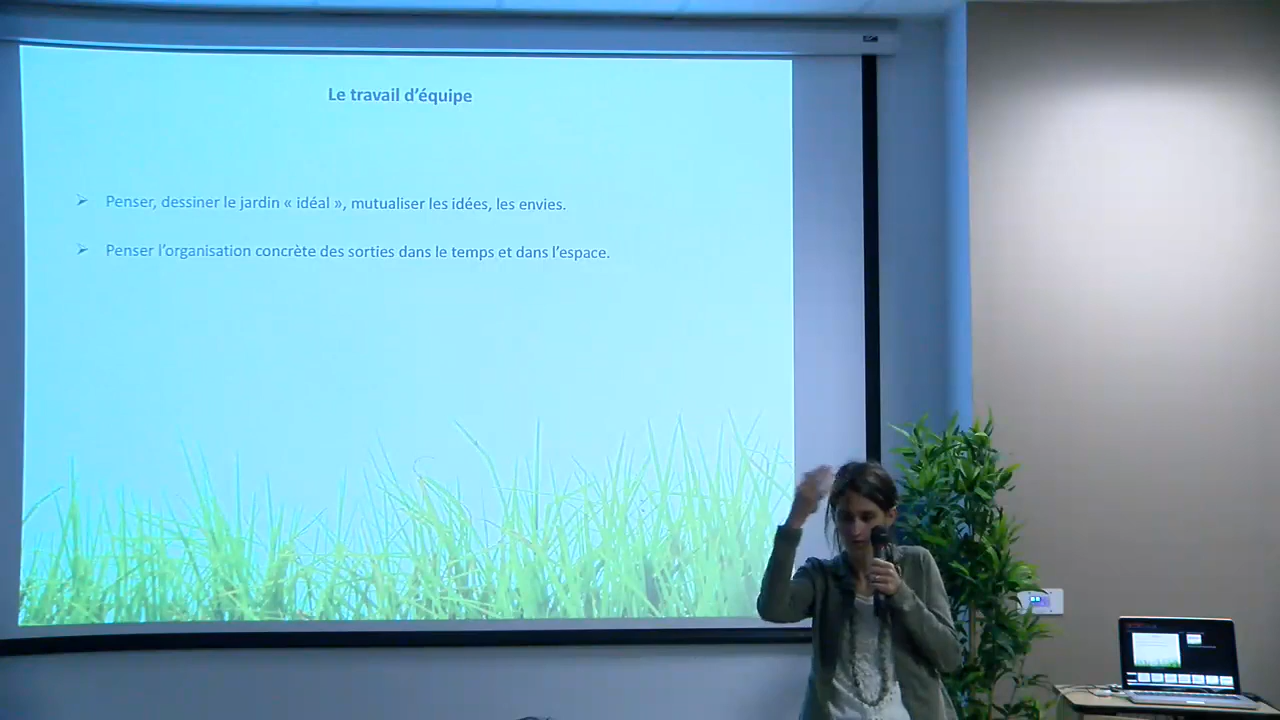 Le travail d'équipe
➢ Penser, dessiner le jardin « idéal », mutualiser les idées, les envies.
➢ Penser l'organisation concrète des sorties dans le temps et dans l'espace.